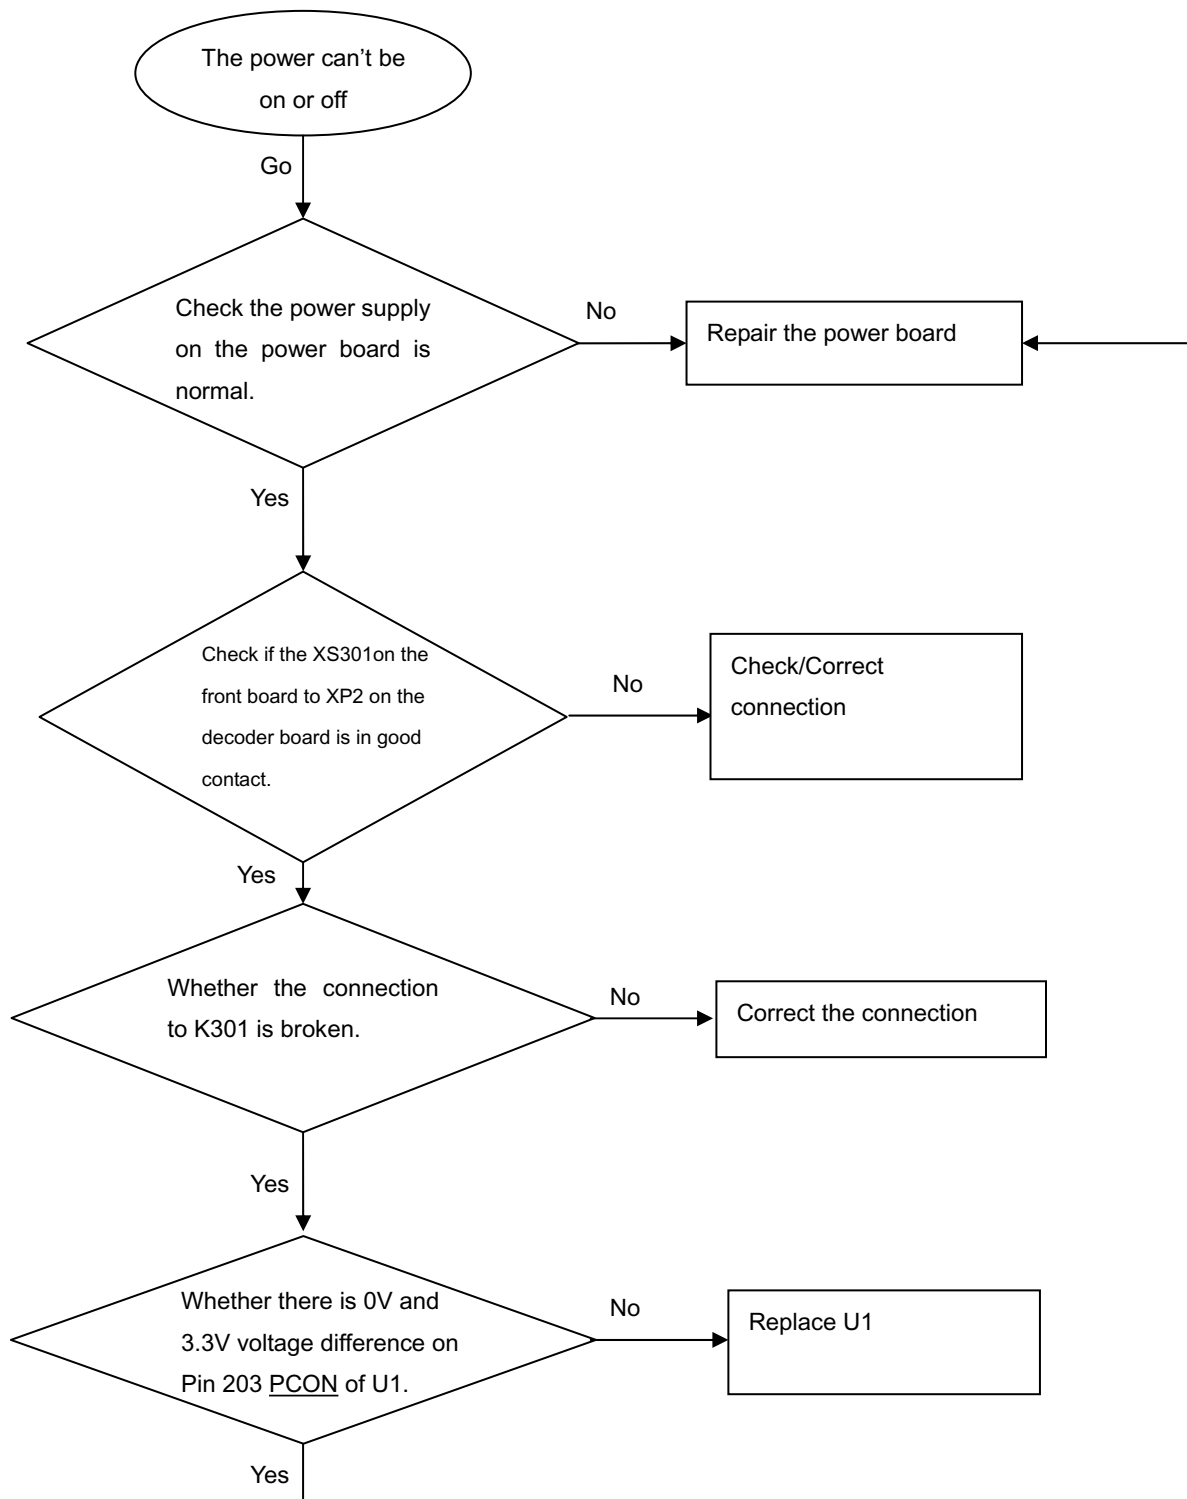 The power can’t be
on or off
Go
Check the power supply
on the power board is
normal.
No
Repair the power board
Yes
Check if the XS301on the
front board to XP2 on the
decoder board is in good
contact.
No
Check/Correct
connection
Yes
Whether the connection
to K301 is broken.
No
Correct the connection
Yes
Whether there is 0V and
3.3V voltage difference on
Pin 203 PCON of U1.
No
Replace U1
Yes